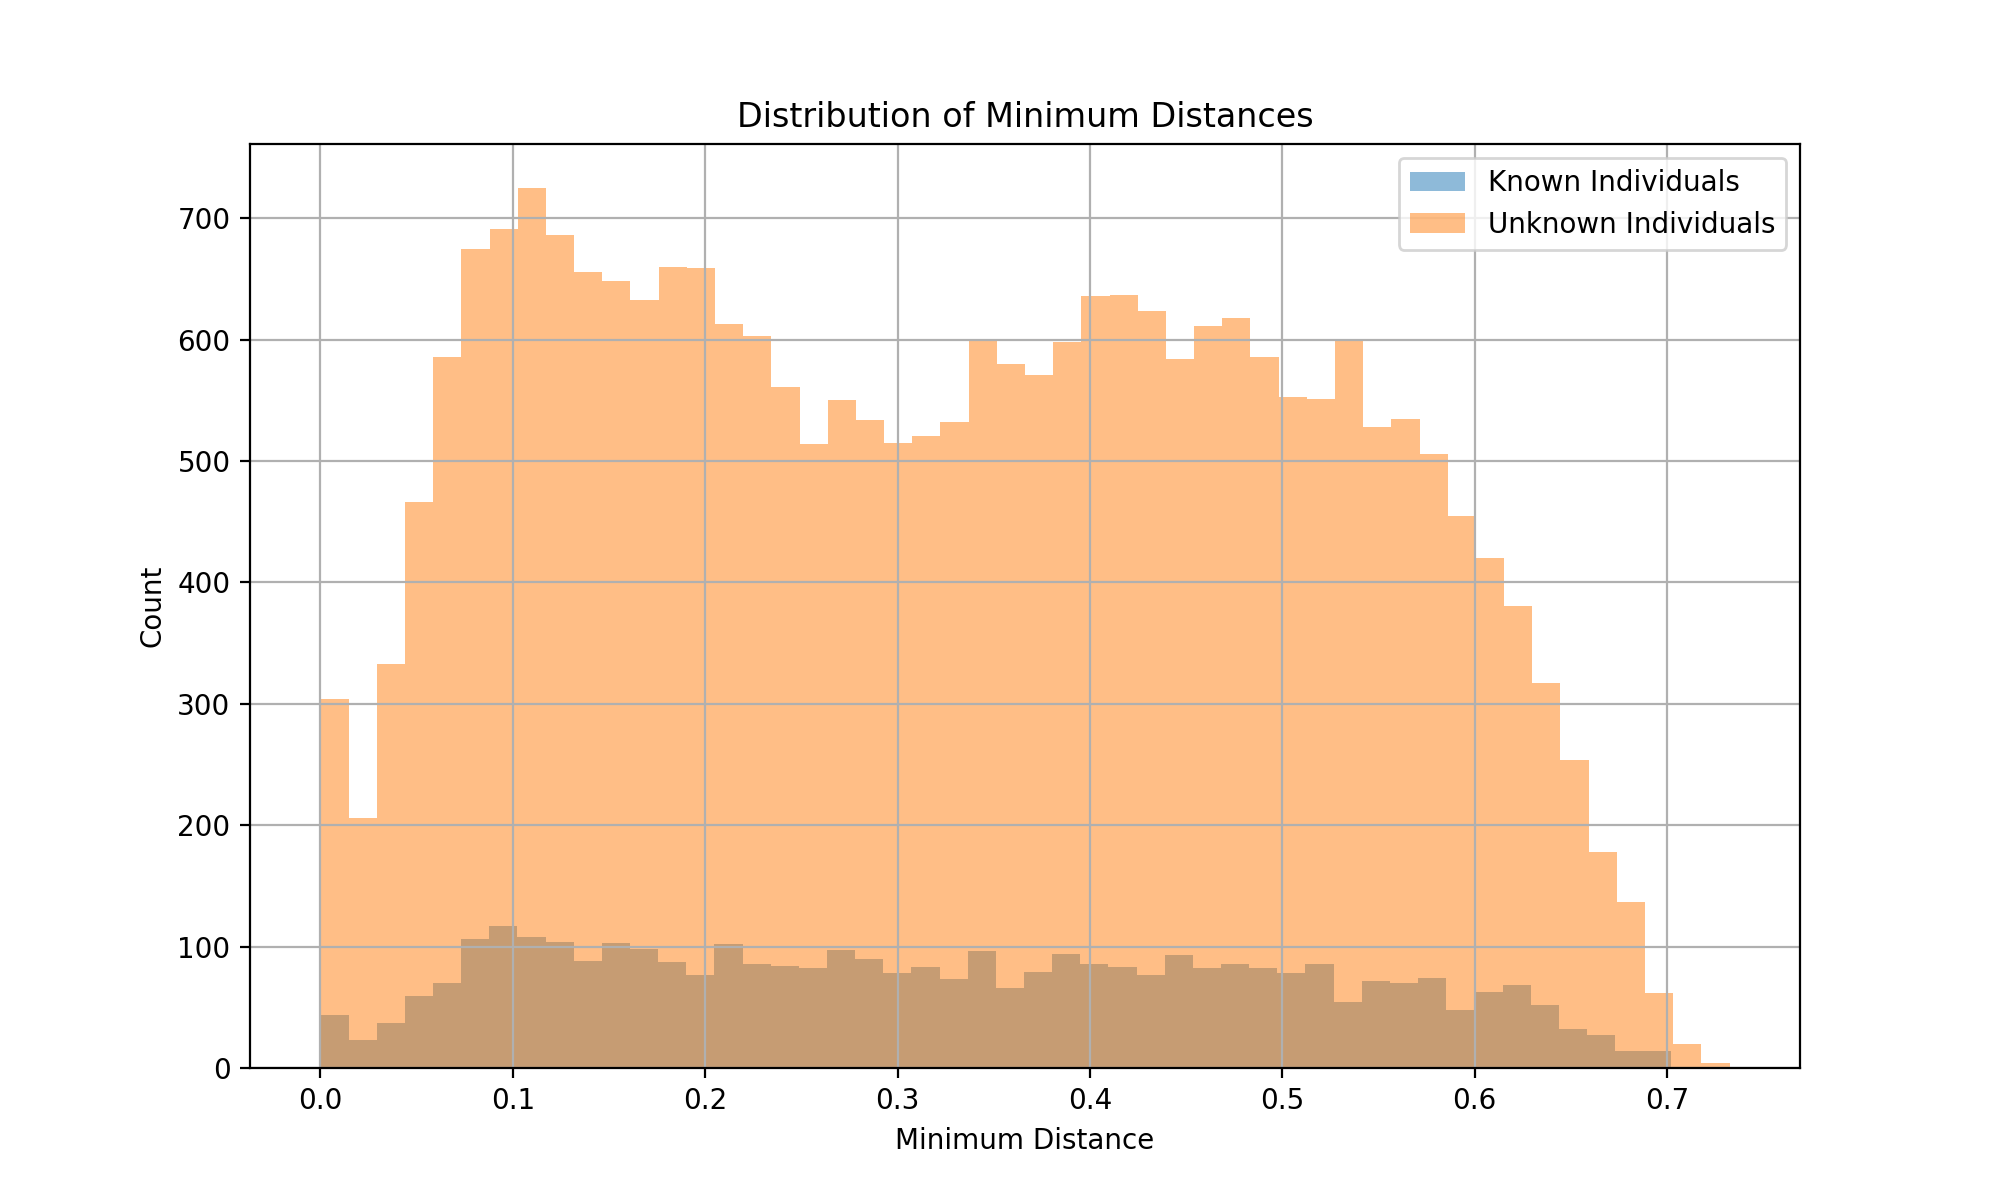 Distribution of Minimum Distances
Known Individuals
Unknown Individuals
700
600
500
400
300
200
100
0
Count
0.0 0.1 0.2 0.3 0.4 0.5 0.6 0.7
Minimum Distance